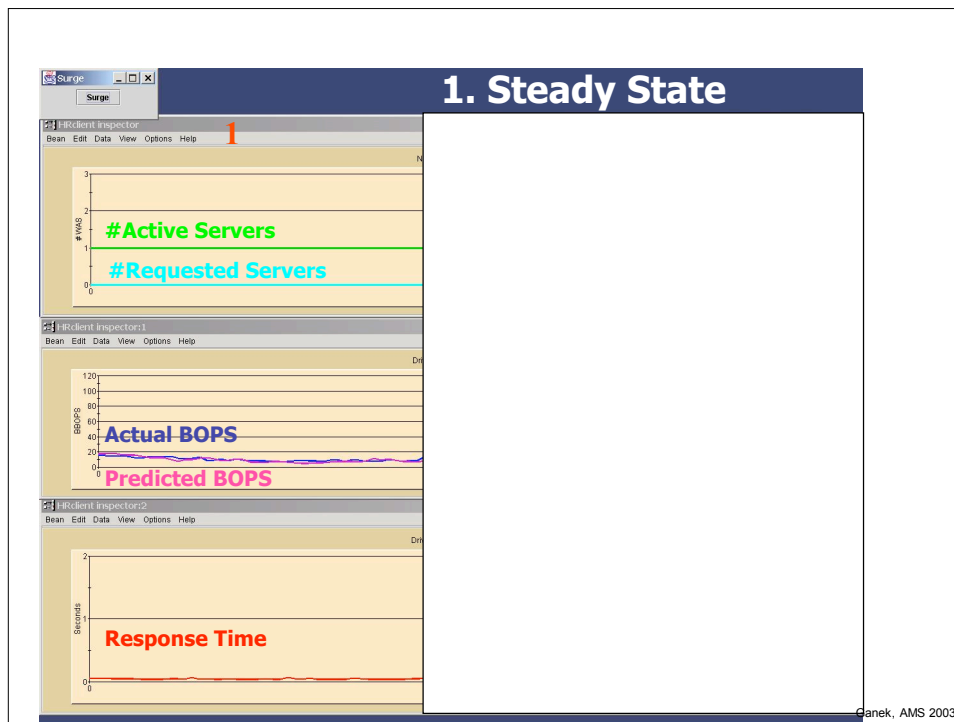 Surge
Surge
1. Steady State
HRclient inspector
1
Bean Edit Data View Options Help
N
3
2
1
0
0
# WAS
#Active Servers
#Requested Servers
HRclient inspector:1
Bean Edit Data View Options Help
Dri
120
100
80
60
40
20
0
0
BBOPS
Actual BOPS
Predicted BOPS
HRclient inspector:2
Bean Edit Data View Options Help
Dri
2
1
0
0
Seconds
Response Time
Ganek, AMS 2003